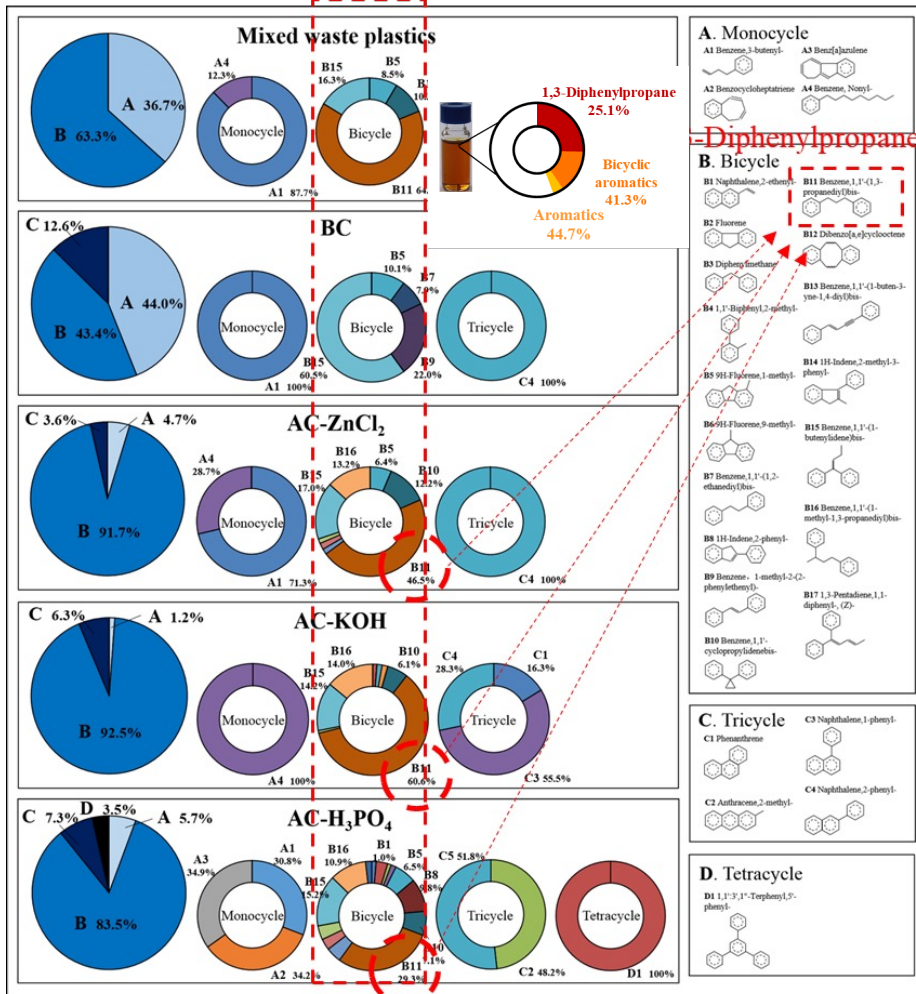 Mixed waste plastics
A 36.7%
B 63.3%
A4
12.3%
Monocycle
A1 87.7%
B15
16.3%
B5
8.5%
Bicycle
B11
1,3-Diphenylpropane
25.1%
Bicyclic
aromatics
41.3%
Aromatics
44.7%
BC
C 12.6%
A 44.0%
B 43.4%
Monocycle
A1 100%
B5
10.1%
B7
7.9%
Bicycle
B15
60.5%
B9
22.0%
Tricycle
C4 100%
AC-ZnCl2
C 3.6%
A 4.7%
B 91.7%
A4
28.7%
Monocycle
A1 71.3%
B16
13.2%
B5
6.4%
B15
17.0%
B10
12.2%
Bicycle
B11
46.5%
Tricycle
C4 100%
AC-KOH
C 6.3%
A 1.2%
B 92.5%
Monocycle
A4 100%
B16
14.0%
B10
6.1%
B15
14.2%
Bicycle
B11
60.6%
C4
28.3%
C1
16.3%
Tricycle
C3 55.5%
AC-H3PO4
C 7.3%
D 3.5%
A 5.7%
B 83.5%
A3
34.9%
A1
30.8%
Monocycle
A2 34.2%
B16
10.9%
B1
1.0%
B5
6.5%
B15
15.2%
B8
Bicycle
7.1%
B11
29.3%
C5 51.8%
Tricycle
C2 48.2%
Tetracycle
D1 100%
A. Monocycle
A1 Benzene,3-butenyl-
A3 Benz[a]azulene
A2 Benzocycloheptatriene
A4 Benzene, Nonyl-
-Diphenylpropane
B. Bicycle
B1 Naphthalene,2-ethenyl-
B11 Benzene,1,1'-(1,3-
propanediyl)bis-
B2 Fluorene
B12 Dibenzo[a,e]cyclooctene
B3 Diphenylmethane
B13 Benzene,1,1'-(1-buten-3-
yne-1,4-diyl)bis-
B4 1,1'-Biphenyl,2-methyl-
B14 1H-Indene,2-methyl-3-
phenyl-
B5 9H-Fluorene,1-methyl-
B6 9H-Fluorene,9-methyl-
B15 Benzene,1,1'-(1-
butenylidene)bis-
B7 Benzene,1,1'-(1,2-
ethanediyl)bis-
B16 Benzene,1,1'-(1-
methyl-1,3-propanediyl)bis-
B8 1H-Indene,2-phenyl-
B9 Benzene, 1-methyl-2-(2-
phenylethenyl)-
B17 1,3-Pentadiene,1,1-
diphenyl-, (Z)-
B10 Benzene,1,1'-
cyclopropylidenebis-
C. Tricycle
C1 Phenanthrene
C3 Naphthalene,1-phenyl-
C2 Anthracene,2-methyl-
C4 Naphthalene,2-phenyl-
D. Tetracycle
D1 1,1':3',1''-Terphenyl,5'-
phenyl-